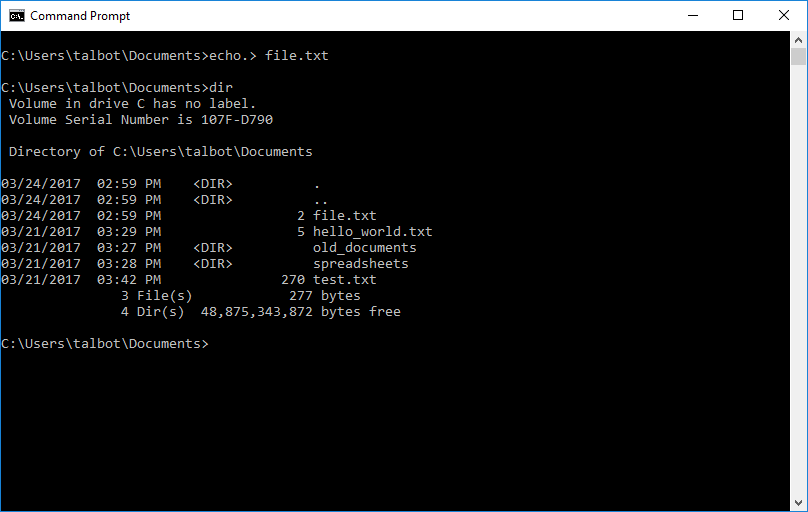 Command Prompt
C:\Users\talbot\Documents>echo.> file.txt
C:\Users\talbot\Documents>dir
 Volume in drive C has no label.
 Volume Serial Number is 107F-D790
 Directory of C:\Users\talbot\Documents
03/24/2017  02:59 PM    <DIR>          .
03/24/2017  02:59 PM    <DIR>          ..
03/24/2017  02:59 PM                 2 file.txt
03/21/2017  03:29 PM                 5 hello_world.txt
03/21/2017  03:27 PM    <DIR>          old_documents
03/21/2017  03:28 PM    <DIR>          spreadsheets
03/21/2017  03:42 PM               270 test.txt
               3 File(s)            277 bytes
               4 Dir(s)  48,875,343,872 bytes free
C:\Users\talbot\Documents>